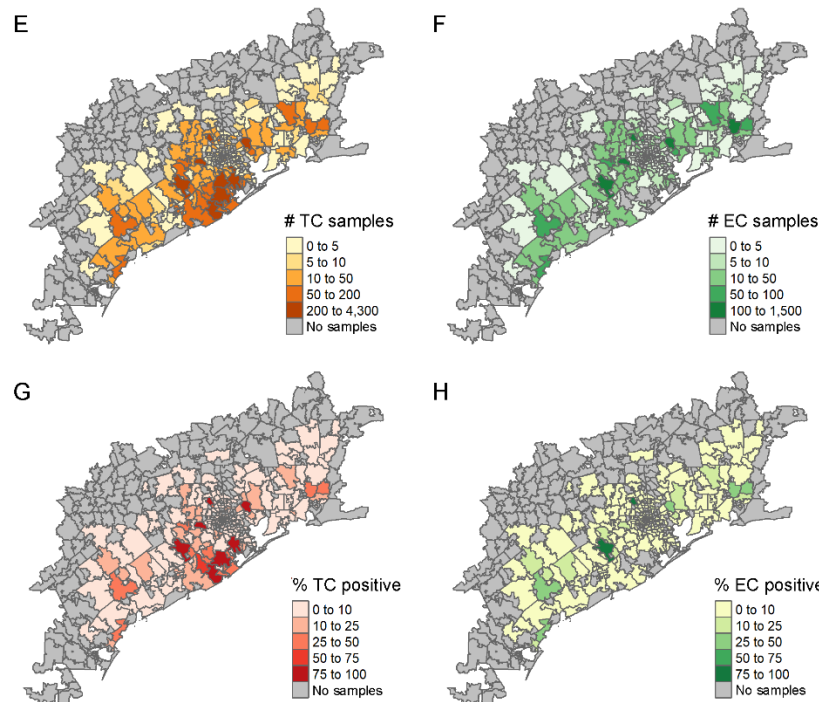 E
# TC samples
0 to 5
5 to 10
10 to 50
50 to 200
200 to 4,300
No samples
F
# EC samples
0 to 5
5 to 10
10 to 50
50 to 100
100 to 1,500
No samples
G
% TC positive
0 to 10
10 to 25
25 to 50
50 to 75
75 to 100
No samples
H
% EC positive
0 to 10
10 to 25
25 to 50
50 to 75
75 to 100
No samples